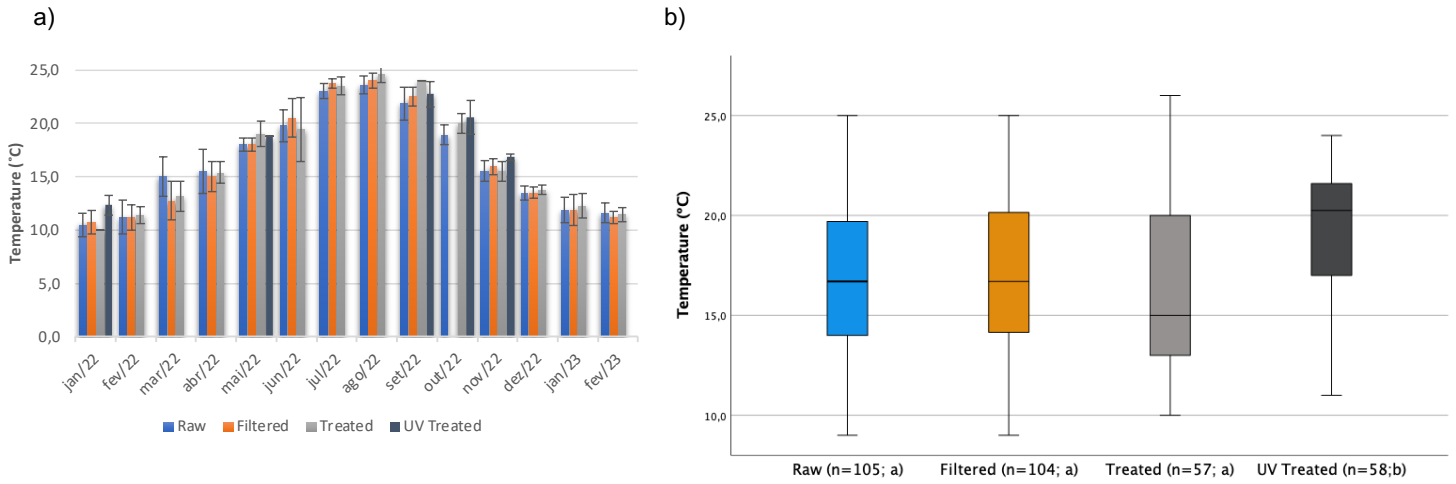 a)
Temperature (˚C)
25,0
20,0
15,0
10,0
5,0
0,0
jan/22
fev/22
mar/22
abr/22
mai/22
jun/22
jul/22
ago/22
set/22
out/22
nov/22
dez/22
jan/23
fev/23
Raw Filtered Treated UV Treated
b)
Temperature (°C)
25,0
20,0
15,0
10,0
Raw (n=105; a) Filtered (n=104; a) Treated (n=57; a) UV Treated (n=58;b)